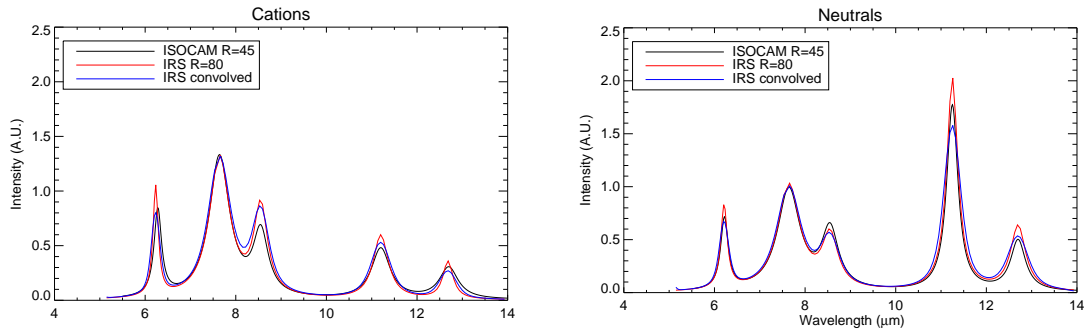 Cations
2.5
2.0
1.5
1.0
0.5
0.0
Intensity (A.U.)
ISOCAM R=45
IRS R=80
IRS convolved
4 6 8 10 12 14
Neutrals
2.5
2.0
1.5
1.0
0.5
0.0
Intensity (A.U.)
ISOCAM R=45
IRS R=80
IRS convolved
4 6 8 10 12 14
Wavelength (μm)